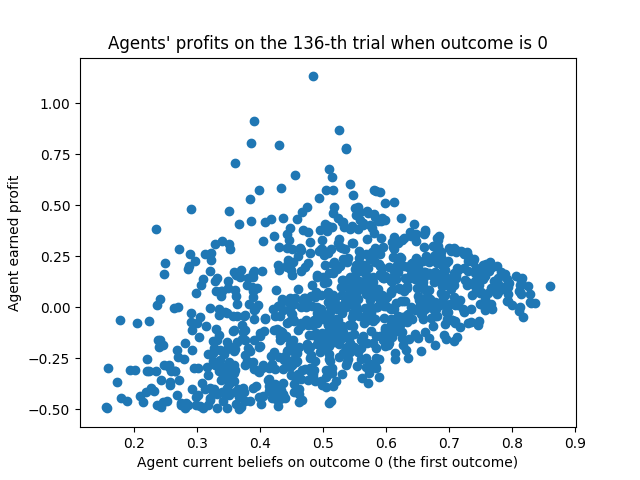 Agents' profits on the 136-th trial when outcome is 0
1.00
0.75
0.50
0.25
0.00
−0.25
−0.50
Agent earned profit
0.2 0.3 0.4 0.5 0.6 0.7 0.8 0.9
Agent current beliefs on outcome 0 (the first outcome)